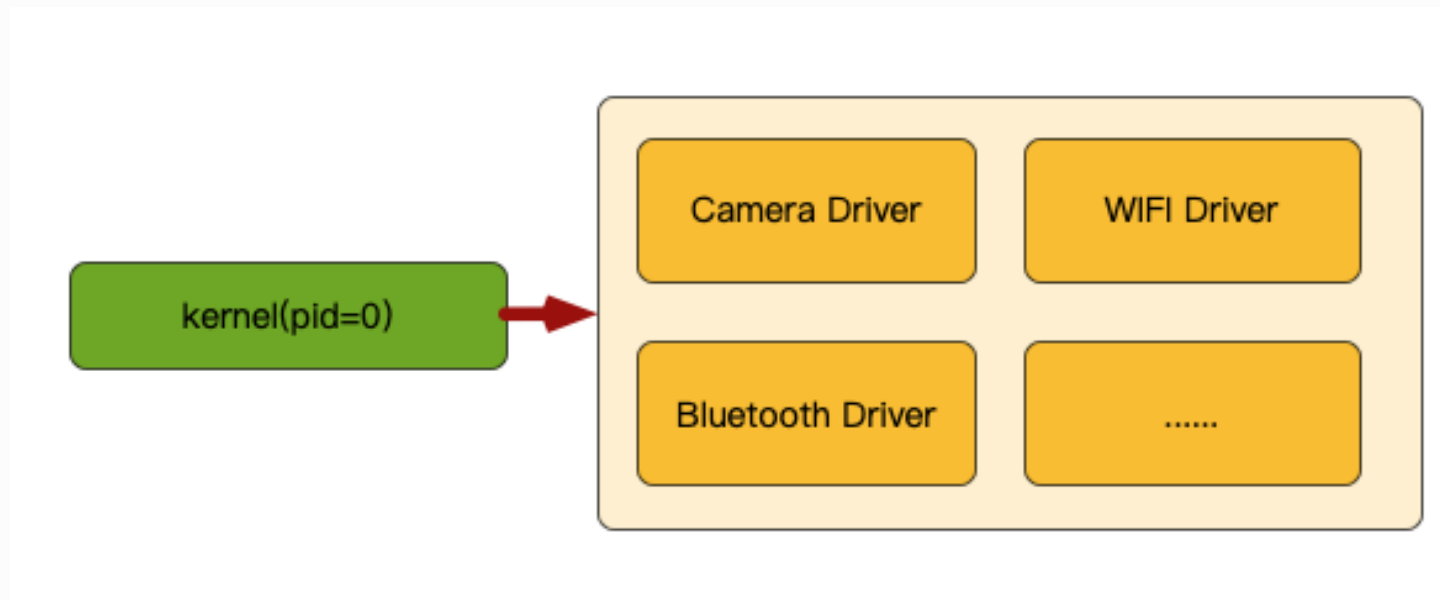 Camera Driver
WIFI Driver
kernel(pid=0)
Bluetooth Driver
......